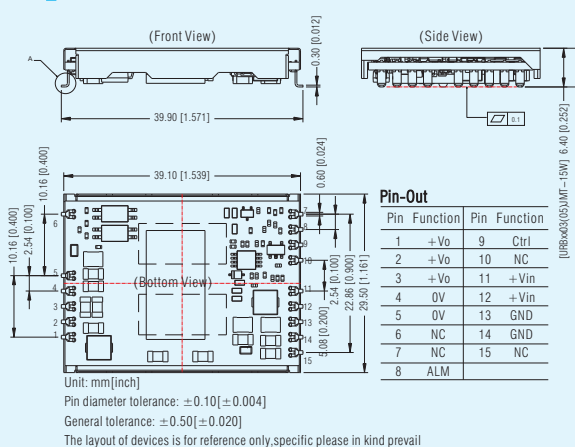 (Front View)
(Side View)
A
0.30 [0.012]
39.90 [1.571]
0.1
[URBxx03(05)JMT-15W] 6.40 [0.252]
39.10 [1.539]
0.60 [0.024]
10.16 [0.400]
10.16 [0.400]
2.54 [0.100]
6
5
4
3
2
1
(Bottom View)
7
8
9
10
11
12
13
14
15
2.54 [0.100]
5.08 [0.200]
22.86 [0.900]
29.50 [1.161]
Pin-Out
Pin Function Pin Function
1 +Vo 9 Ctrl
2 +Vo 10 NC
3 +Vo 11 +Vin
4 0V 12 +Vin
5 0V 13 GND
6 NC 14 GND
7 NC 15 NC
8 ALM
Unit: mm[inch]
Pin diameter tolerance: ±0.10[±0.004]
General tolerance: ±0.50[±0.020]
The layout of devices is for reference only,specific please in kind prevail